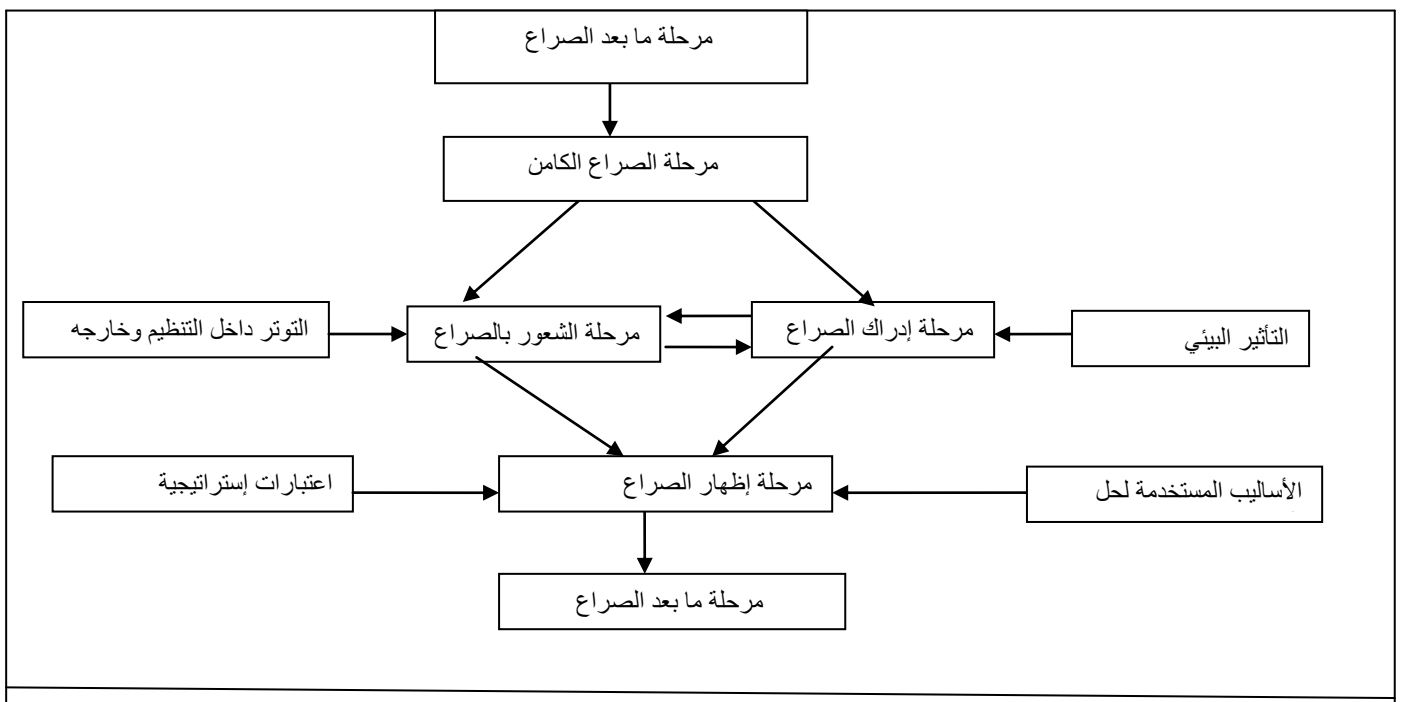 مرحلة ما بعد الصراع
مرحلة الصراع الكامن
التأثير البيئي
مرحلة إدراك الصراع
مرحلة الشعور بالصراع
التوتر داخل التنظيم وخارجه
الأساليب المستخدمة لحل
مرحلة إظهار الصراع
اعتبارات إستراتيجية
مرحلة ما بعد الصراع